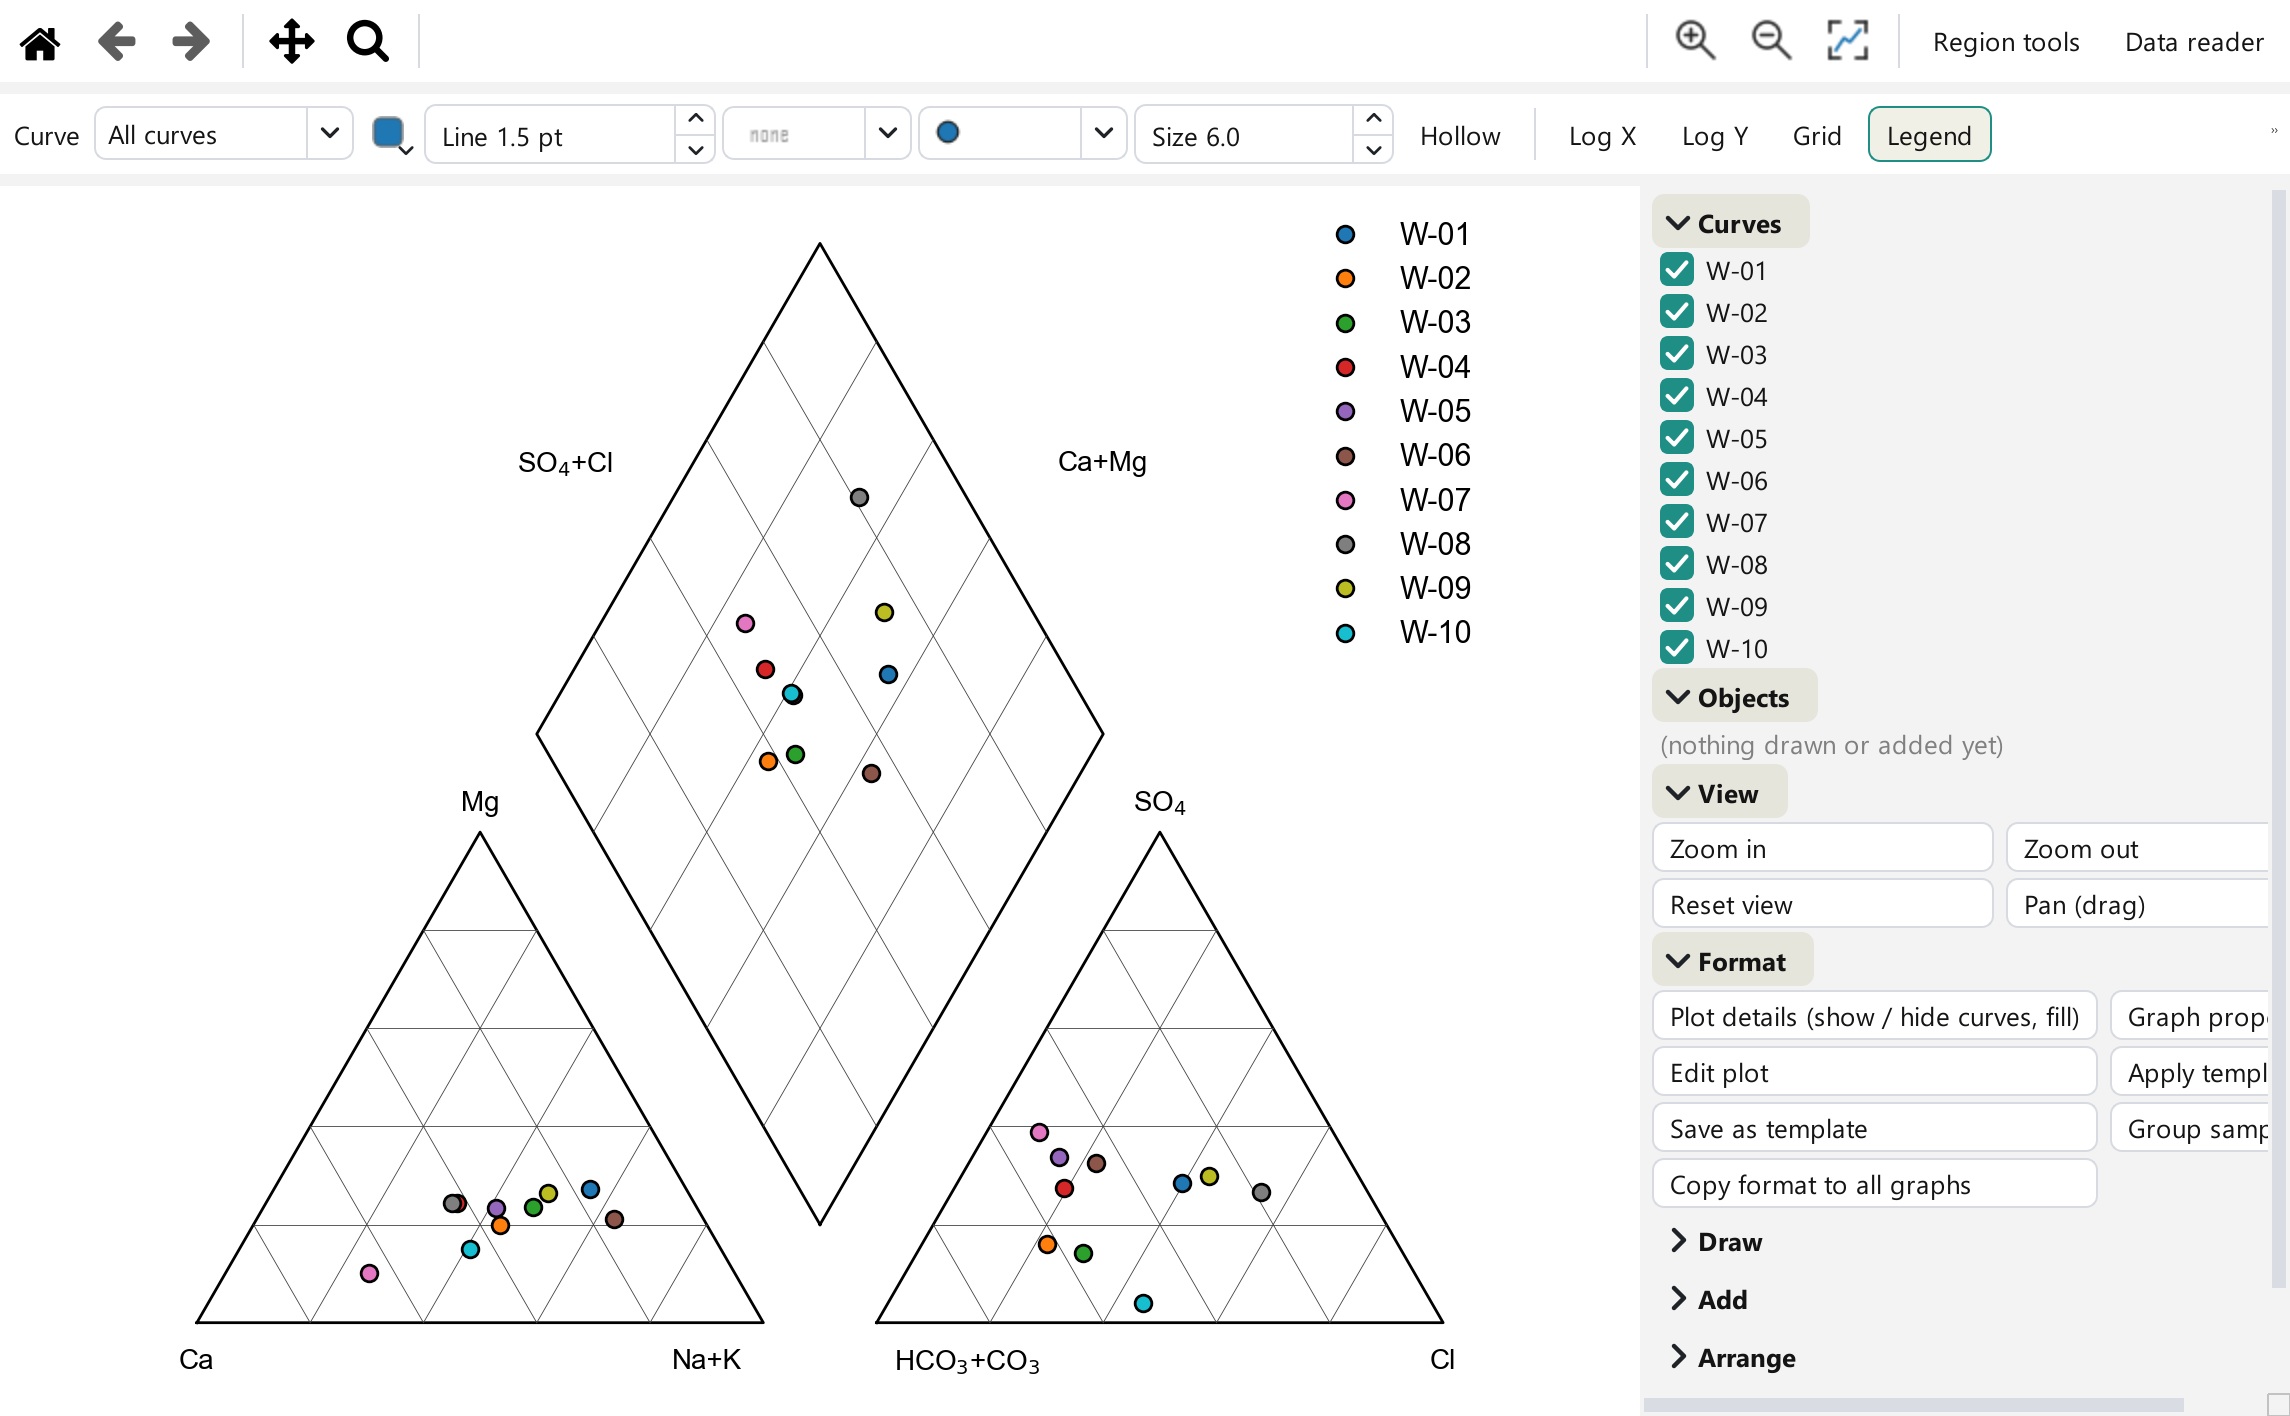 Region tools
Data reader
Curve
All curves
Line 1.5 pt
none
Size 6.0
Hollow
Log X
Log Y
Grid
Legend
»
W-01
W-02
W-03
W-04
W-05
W-06
W-07
W-08
W-09
W-10
SO₄+Cl
Ca+Mg
Mg
SO₄
Ca
Na+K
HCO₃+CO₃
Cl
Curves
W-01
W-02
W-03
W-04
W-05
W-06
W-07
W-08
W-09
W-10
Objects
(nothing drawn or added yet)
View
Zoom in
Zoom out
Reset view
Pan (drag)
Format
Plot details (show / hide curves, fill)
Graph prop
Edit plot
Apply templ
Save as template
Group samp
Copy format to all graphs
Draw
Add
Arrange